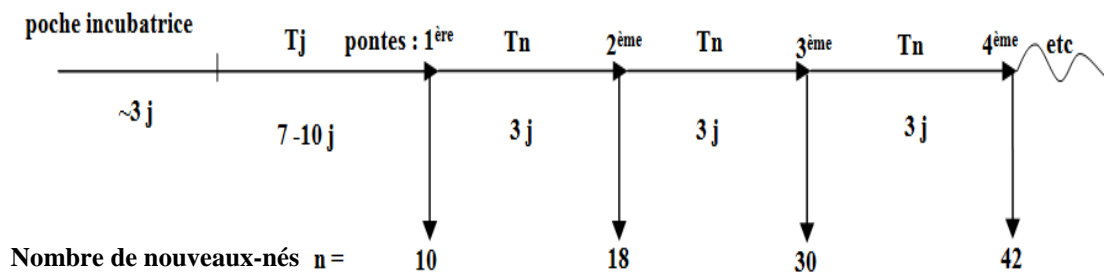 poche incubatrice
Tj pontes : 1ère Tn 2ème Tn 3ème Tn 4ème etc
~3 j 7 -10 j 3 j 3 j 3 j
Nombre de nouveaux-nés n = 10 18 30 42